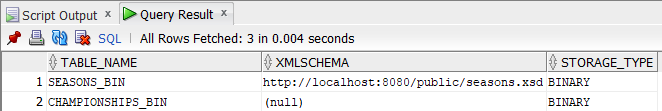 Script Output × Query Result ×
SQL | All Rows Fetched: 3 in 0.004 seconds
TABLE_NAME XMLSCHEMA STORAGE_TYPE
1 SEASONS_BIN http://localhost:8080/public/seasons.xsd BINARY
2 CHAMPIONSHIPS_BIN (null) BINARY